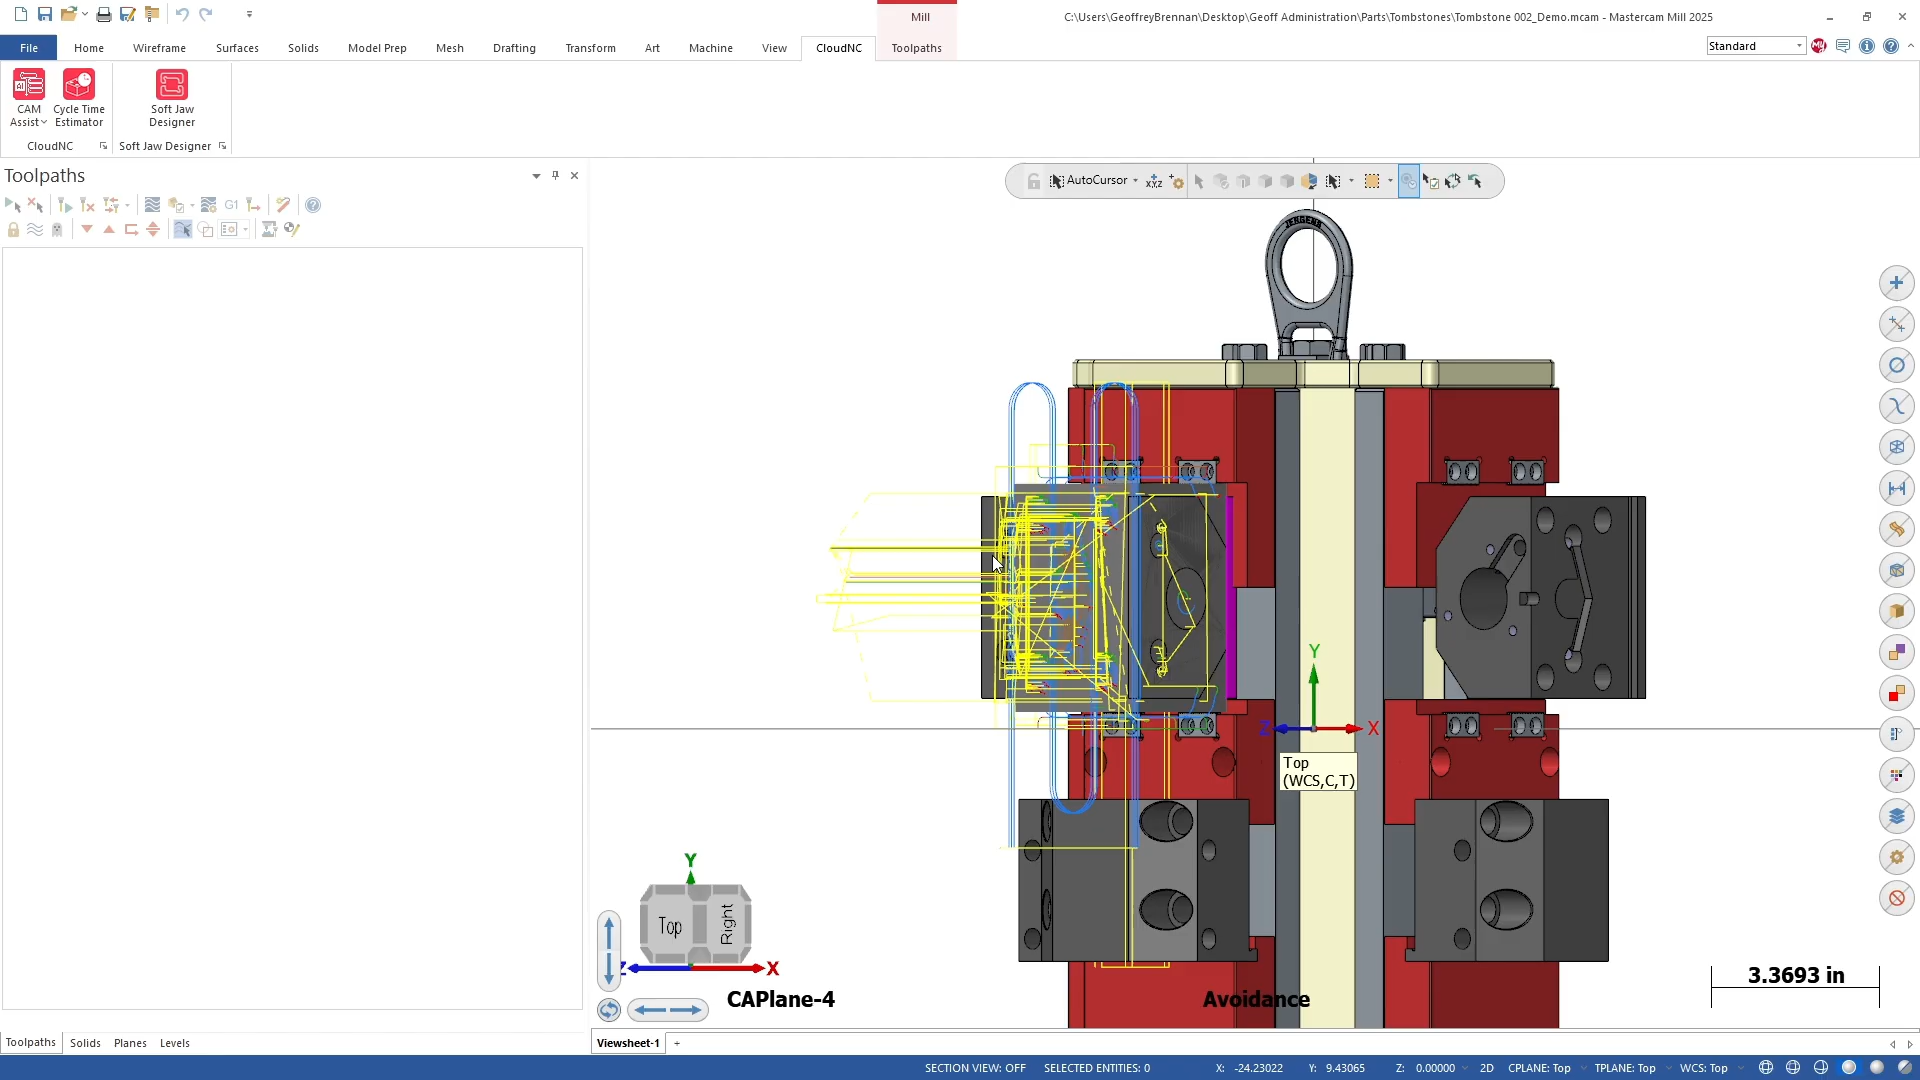 Mill
C:\Users\GeoffreyBrennan\Desktop\Geoff Administration\Parts\Tombstones\Tombstone 002_Demo.mcam - Mastercam Mill 2025
File Home Wireframe Surfaces Solids Model Prep Mesh Drafting Transform Art Machine View CloudNC Toolpaths
Standard
CAM Assist
Cycle Time Estimator
Soft Jaw Designer
CloudNC
Soft Jaw Designer
Toolpaths
AutoCursor
G1
JERGENS
Y
X
Z
Top
(WCS,C,T)
Y
Top
Right
Z
X
CAPlane-4
Avoidance
3.3693 in
Toolpaths Solids Planes Levels
Viewsheet-1 +
SECTION VIEW: OFF SELECTED ENTITIES: 0 X: -24.23022 Y: 9.43065 Z: 0.00000 2D CPLANE: Top TPLANE: Top WCS: Top